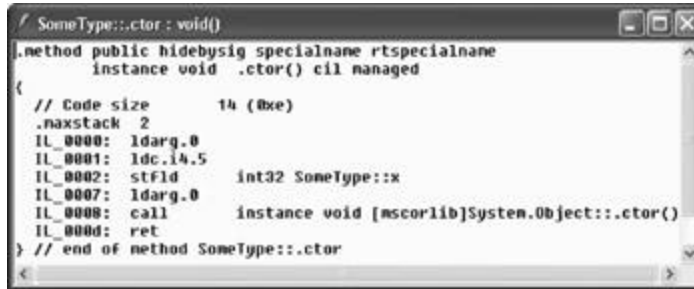 SomeType::.ctor : void()
.method public hidebysig specialname rtspecialname
        instance void  .ctor() cil managed
{
  // Code size       14 (0xe)
  .maxstack  2
  IL_0000:  ldarg.0
  IL_0001:  ldc.i4.5
  IL_0002:  stfld      int32 SomeType::x
  IL_0007:  ldarg.0
  IL_0008:  call       instance void [mscorlib]System.Object::.ctor()
  IL_000d:  ret
} // end of method SomeType::.ctor